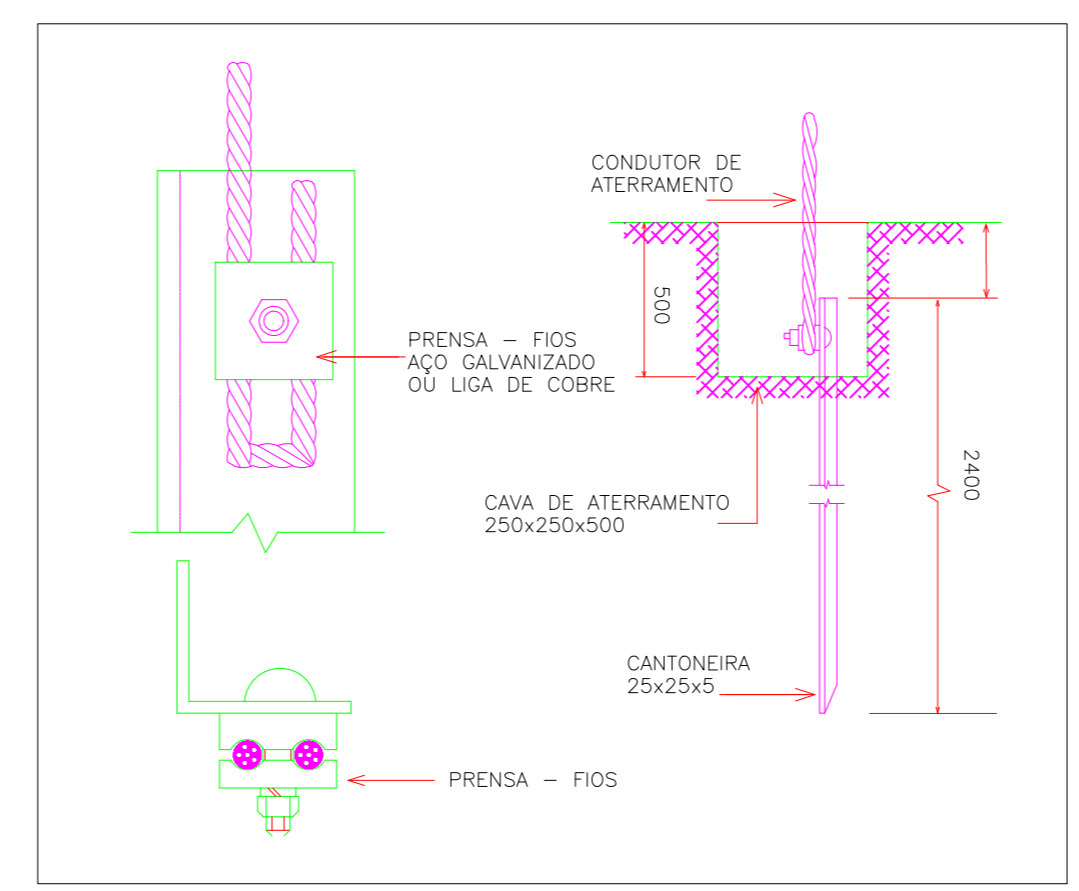 CONDUTOR DE
ATERRAMENTO
500
PRENSA – FIOS
AÇO GALVANIZADO
OU LIGA DE COBRE
2400
CAVA DE ATERRAMENTO
250x250x500
CANTONEIRA
25x25x5
PRENSA – FIOS